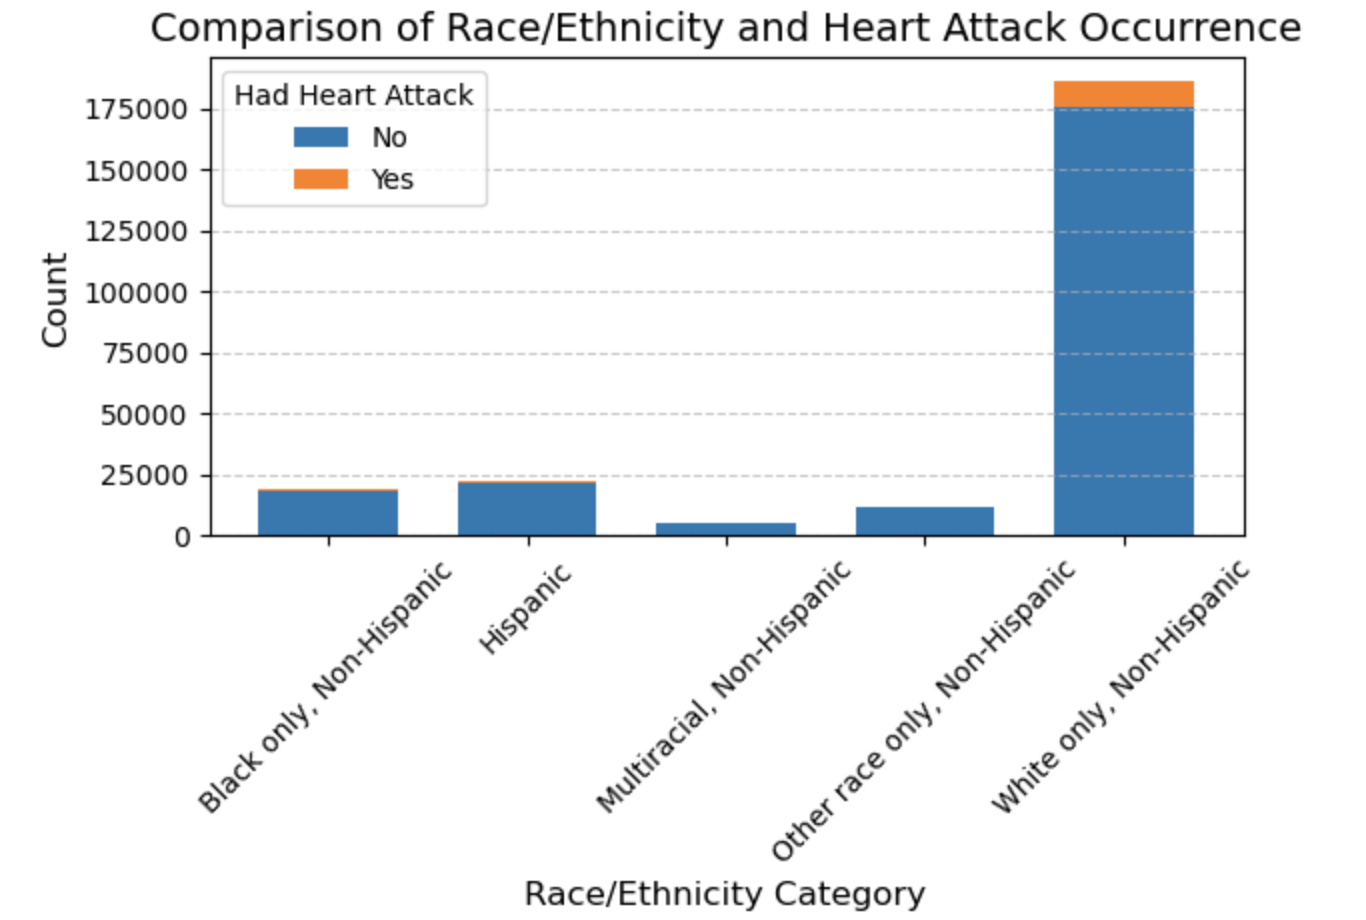 Comparison of Race/Ethnicity and Heart Attack Occurrence
Had Heart Attack
No
Yes
175000
150000
125000
100000
75000
50000
25000
0
Count
Black only, Non-Hispanic
Hispanic
Multiracial, Non-Hispanic
Other race only, Non-Hispanic
White only, Non-Hispanic
Race/Ethnicity Category